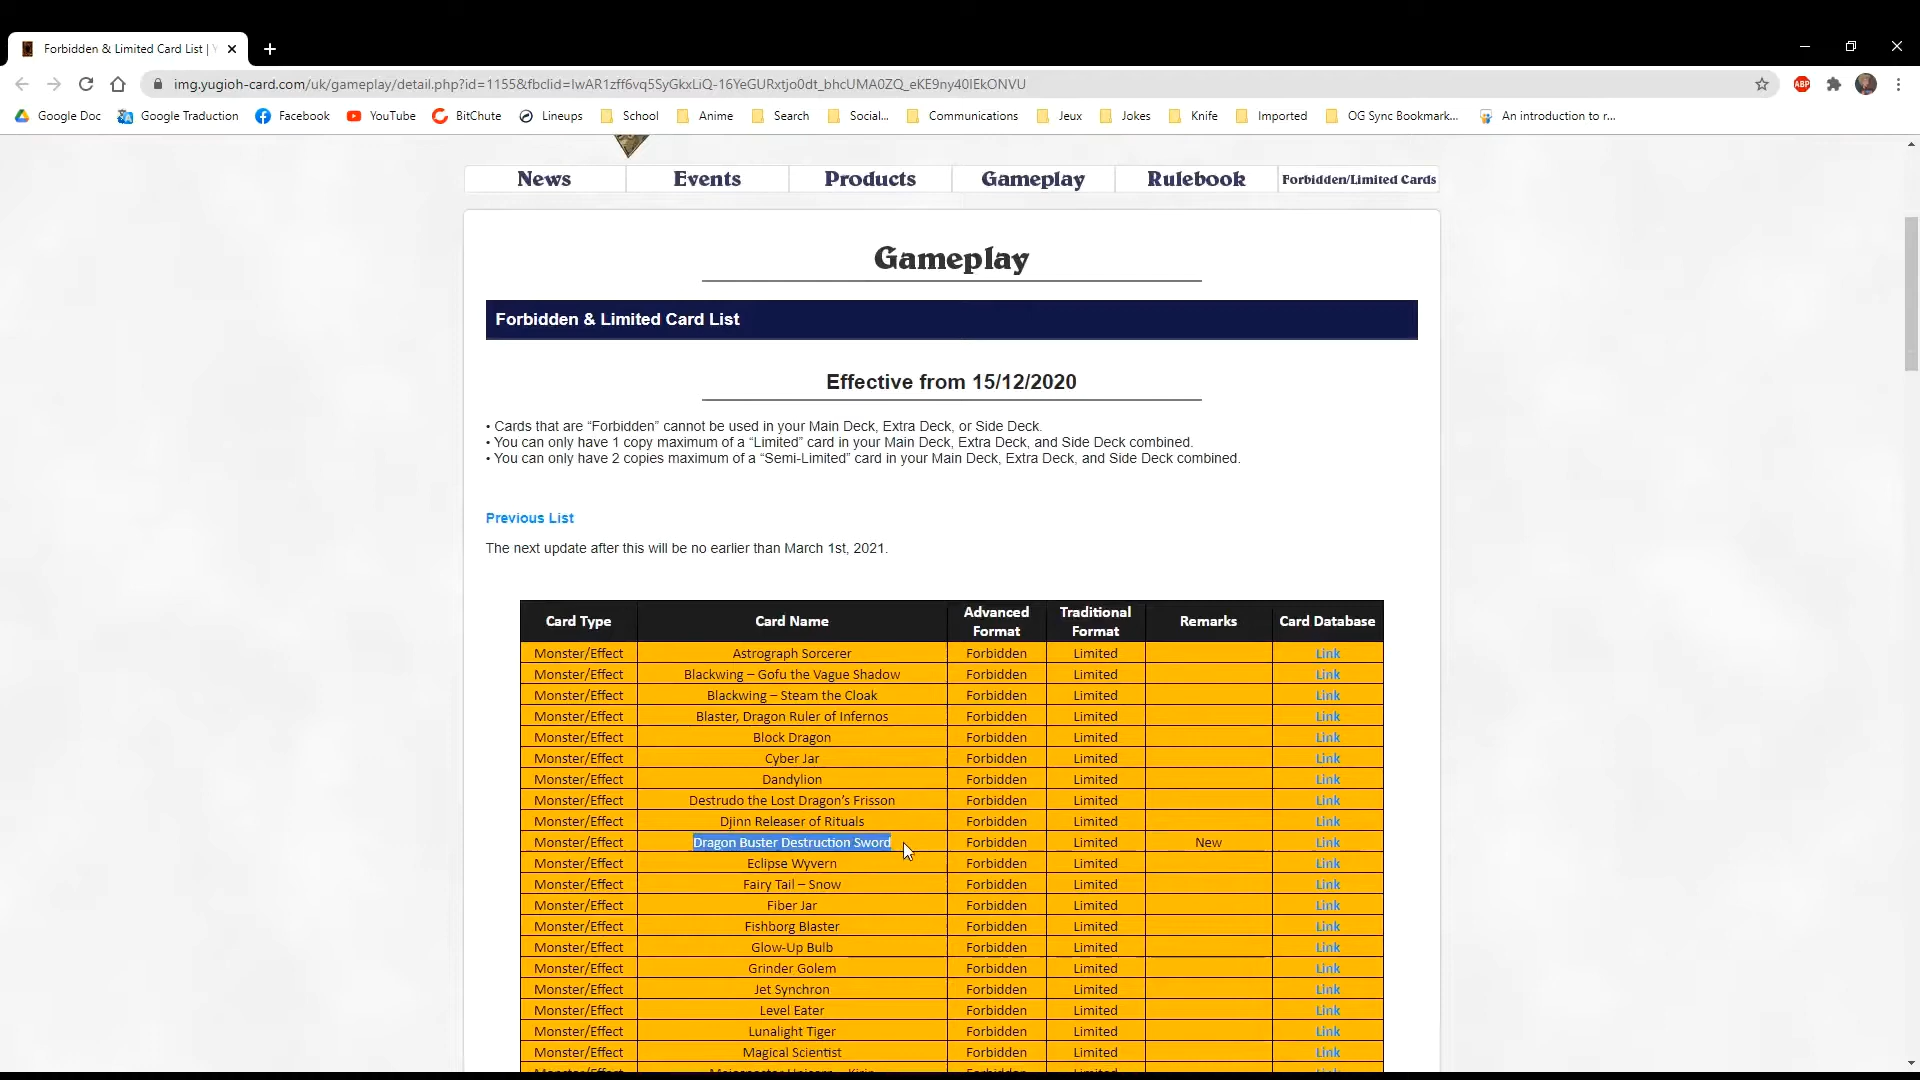 Forbidden & Limited Card List |
img.yugioh-card.com/uk/gameplay/detail.php?id=1155&fbclid=IwAR1zff6vq5SyGkxLiQ-16YeGURxtjo0dt_bhcUMA0ZQ_eKE9ny40lEkONVU ABP
Google Doc Google Traduction Facebook YouTube BitChute Lineups School Anime Search Social... Communications Jeux Jokes Knife Imported OG Sync Bookmark... An introduction to r...
News Events Products Gameplay Rulebook Forbidden/Limited Cards
Gameplay
Forbidden & Limited Card List
Effective from 15/12/2020
• Cards that are “Forbidden” cannot be used in your Main Deck, Extra Deck, or Side Deck.
• You can only have 1 copy maximum of a “Limited” card in your Main Deck, Extra Deck, and Side Deck combined.
• You can only have 2 copies maximum of a “Semi-Limited” card in your Main Deck, Extra Deck, and Side Deck combined.
Previous List
The next update after this will be no earlier than March 1st, 2021.
Card Type Card Name Advanced Format Traditional Format Remarks Card Database
Monster/Effect Astrograph Sorcerer Forbidden Limited Link
Monster/Effect Blackwing – Gofu the Vague Shadow Forbidden Limited Link
Monster/Effect Blackwing – Steam the Cloak Forbidden Limited Link
Monster/Effect Blaster, Dragon Ruler of Infernos Forbidden Limited Link
Monster/Effect Block Dragon Forbidden Limited Link
Monster/Effect Cyber Jar Forbidden Limited Link
Monster/Effect Dandylion Forbidden Limited Link
Monster/Effect Destrudo the Lost Dragon’s Frisson Forbidden Limited Link
Monster/Effect Djinn Releaser of Rituals Forbidden Limited Link
Monster/Effect Dragon Buster Destruction Sword Forbidden Limited New Link
Monster/Effect Eclipse Wyvern Forbidden Limited Link
Monster/Effect Fairy Tail – Snow Forbidden Limited Link
Monster/Effect Fiber Jar Forbidden Limited Link
Monster/Effect Fishborg Blaster Forbidden Limited Link
Monster/Effect Glow-Up Bulb Forbidden Limited Link
Monster/Effect Grinder Golem Forbidden Limited Link
Monster/Effect Jet Synchron Forbidden Limited Link
Monster/Effect Level Eater Forbidden Limited Link
Monster/Effect Lunalight Tiger Forbidden Limited Link
Monster/Effect Magical Scientist Forbidden Limited Link